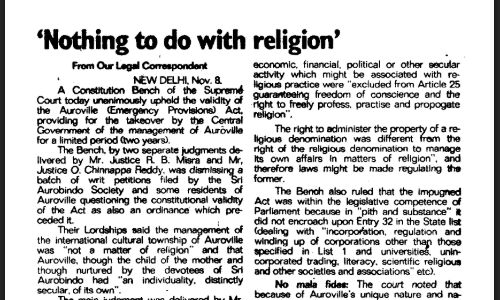 ‘Nothing to do with religion’
From Our Legal Correspondent
NEW DELHI, Nov. 8.
A Constitution Bench of the Supreme
Court today unanimously upheld the validity of
the Auroville (Emergency Provisions) Act,
providing for the takeover by the Central
Government of the management of Auroville
for a limited period (two years).
The Bench, by two separate judgments de-
livered by Mr. Justice R. B. Misra and Mr,
Justice O. Chinnappa Reddy, was dismissing a
batch of writ petitions filed by the Sri
Aurobindo Society and some residents of
Auroville questioning the constitutional validity
of the Act as also an ordinance which pre-
ceded it.
Their Lordships said the management of
the international cultural township of Auroville
was "not a matter of religion" and that
Auroville, though the child of the mother and
though nurtured by the devotees of Sri
Aurobindo had "an individuality, distinctly
secular, of its own".
The main judgment was delivered by Mr.
economic, financial, political or other secular
activity which might be associated with re-
ligious practice were "excluded from Article 25
guaranteeing freedom of conscience and the
right to freely profess, practise and propogate
religion".
The right to administer the property of a re-
ligious denomination was different from the
right of the religious denomination to manage
its own affairs in matters of religion", and
therefore laws might be made regulating the
former.
The Bench also ruled that the impugned
Act was within the legislative competence of
Parliament because in "pith and substance" it
did not encroach upon Entry 32 in the State list
(dealing with "incorporation, regulation and
winding up of corporations other than those
specified in List 1 and universities, unin-
corporated trading, literacy, scientific religious
and other societies and associations" etc).
No mala fides: The court noted that
because of Auroville's unique nature and na-